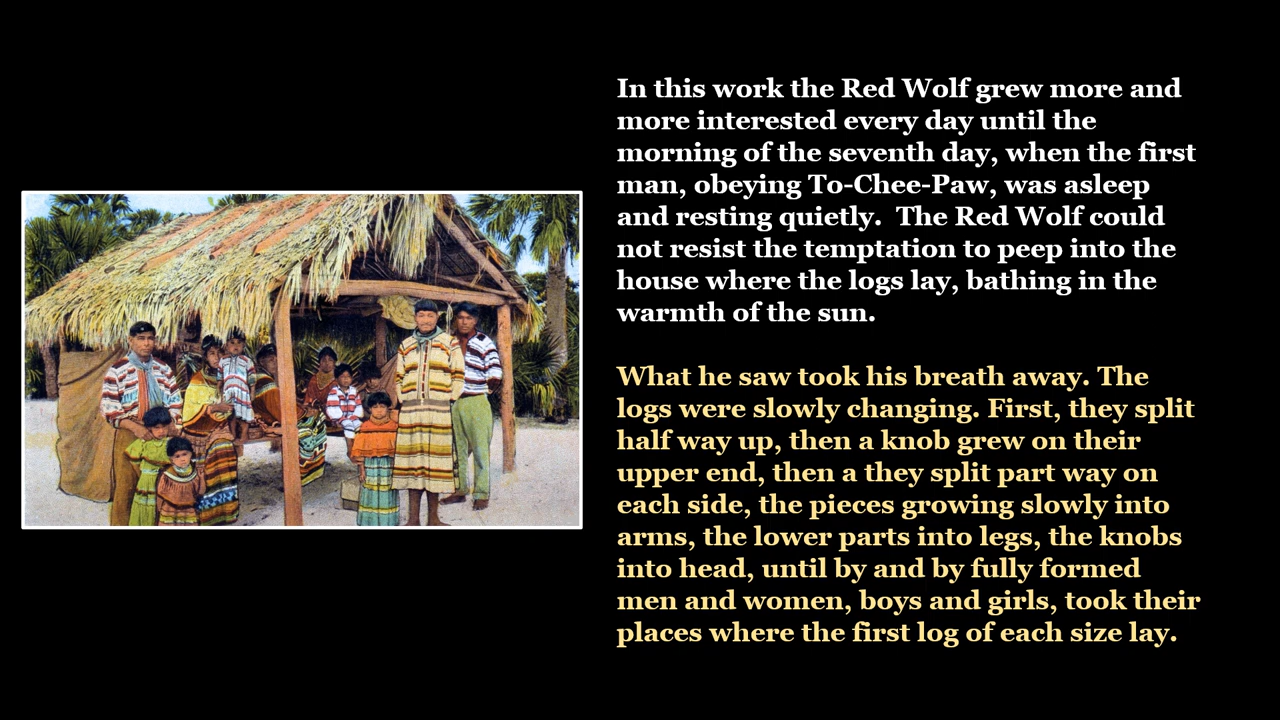 In this work the Red Wolf grew more and
more interested every day until the
morning of the seventh day, when the first
man, obeying To-Chee-Paw, was asleep
and resting quietly.  The Red Wolf could
not resist the temptation to peep into the
house where the logs lay, bathing in the
warmth of the sun.
What he saw took his breath away. The
logs were slowly changing. First, they split
half way up, then a knob grew on their
upper end, then a they split part way on
each side, the pieces growing slowly into
arms, the lower parts into legs, the knobs
into head, until by and by fully formed
men and women, boys and girls, took their
places where the first log of each size lay.